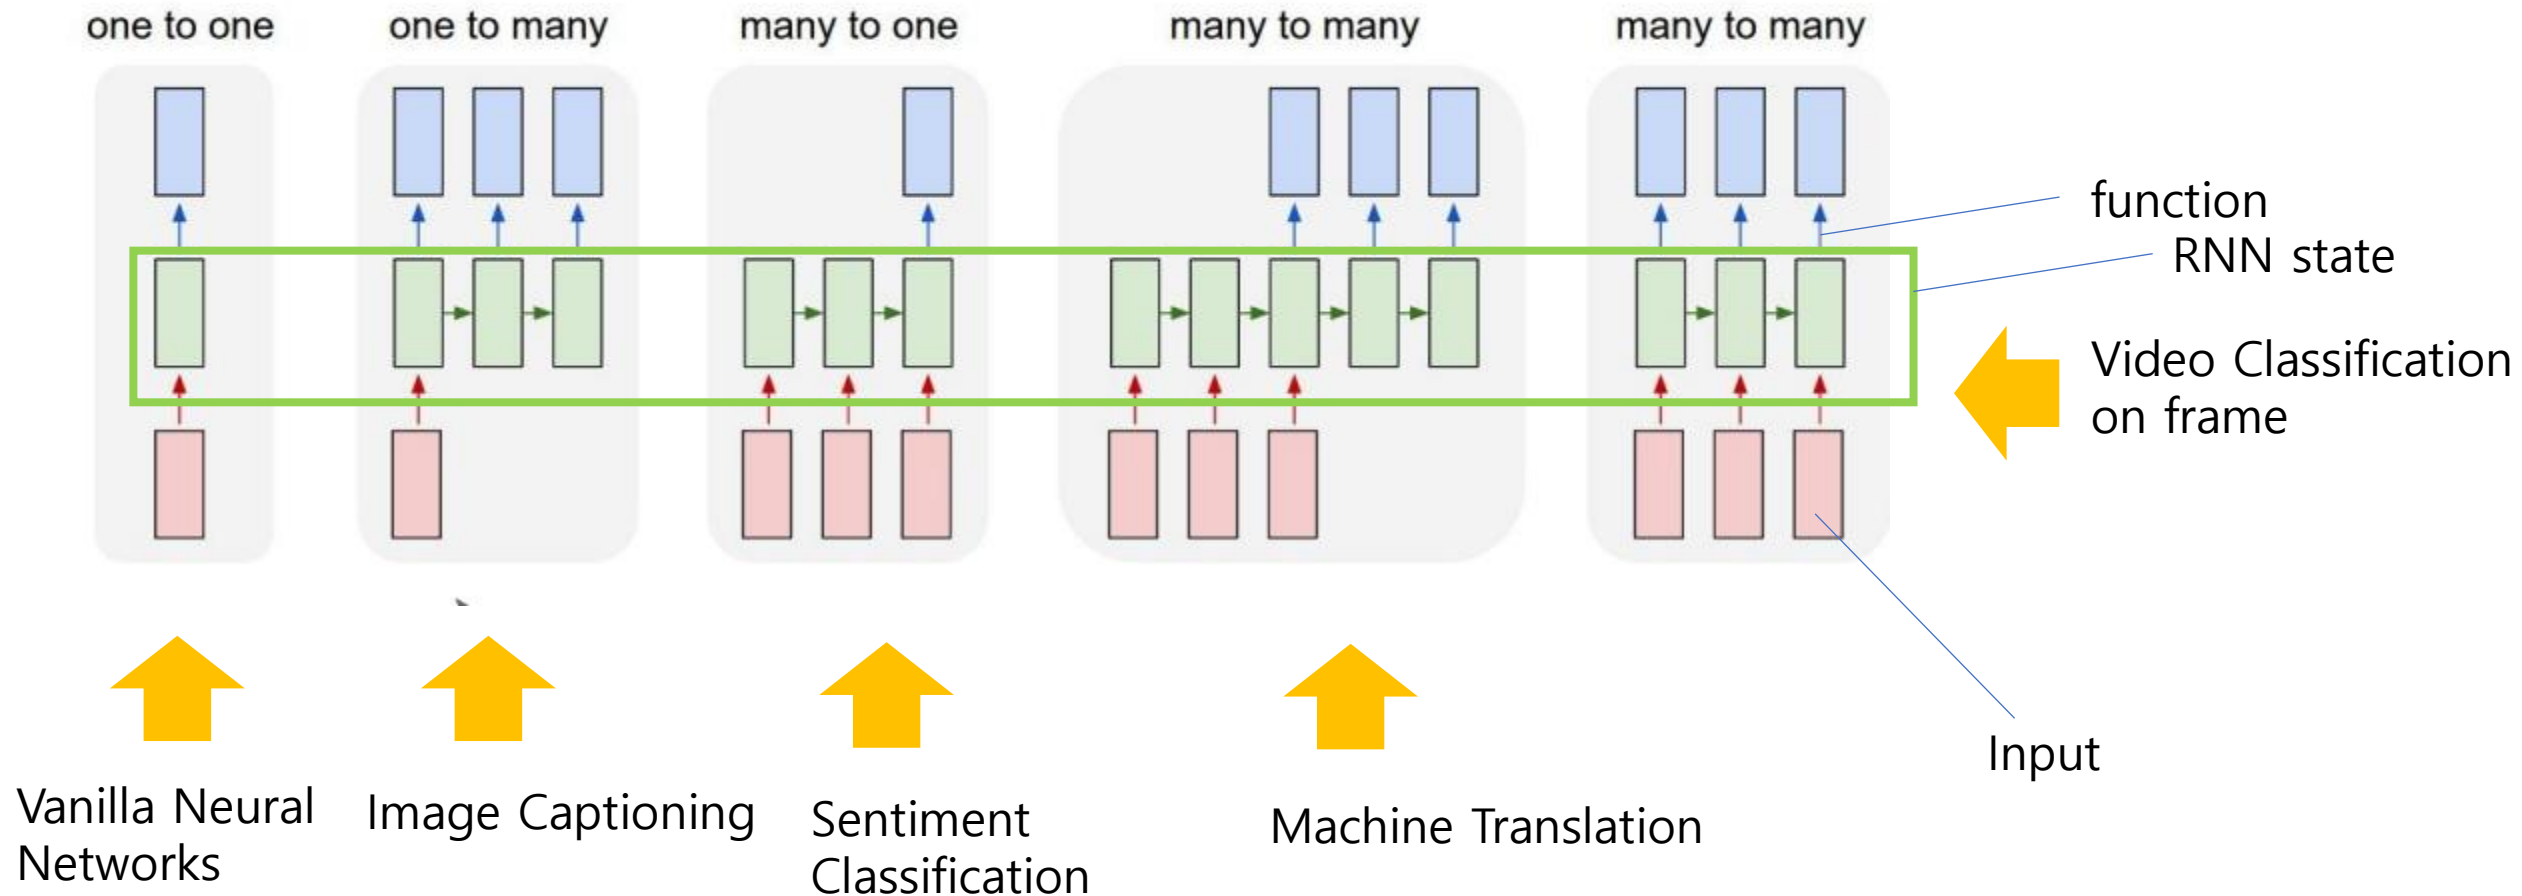 one to one
one to many
many to one
many to many
many to many
function
RNN state
Video Classification
on frame
Input
Vanilla Neural
Networks
Image Captioning
Sentiment
Classification
Machine Translation